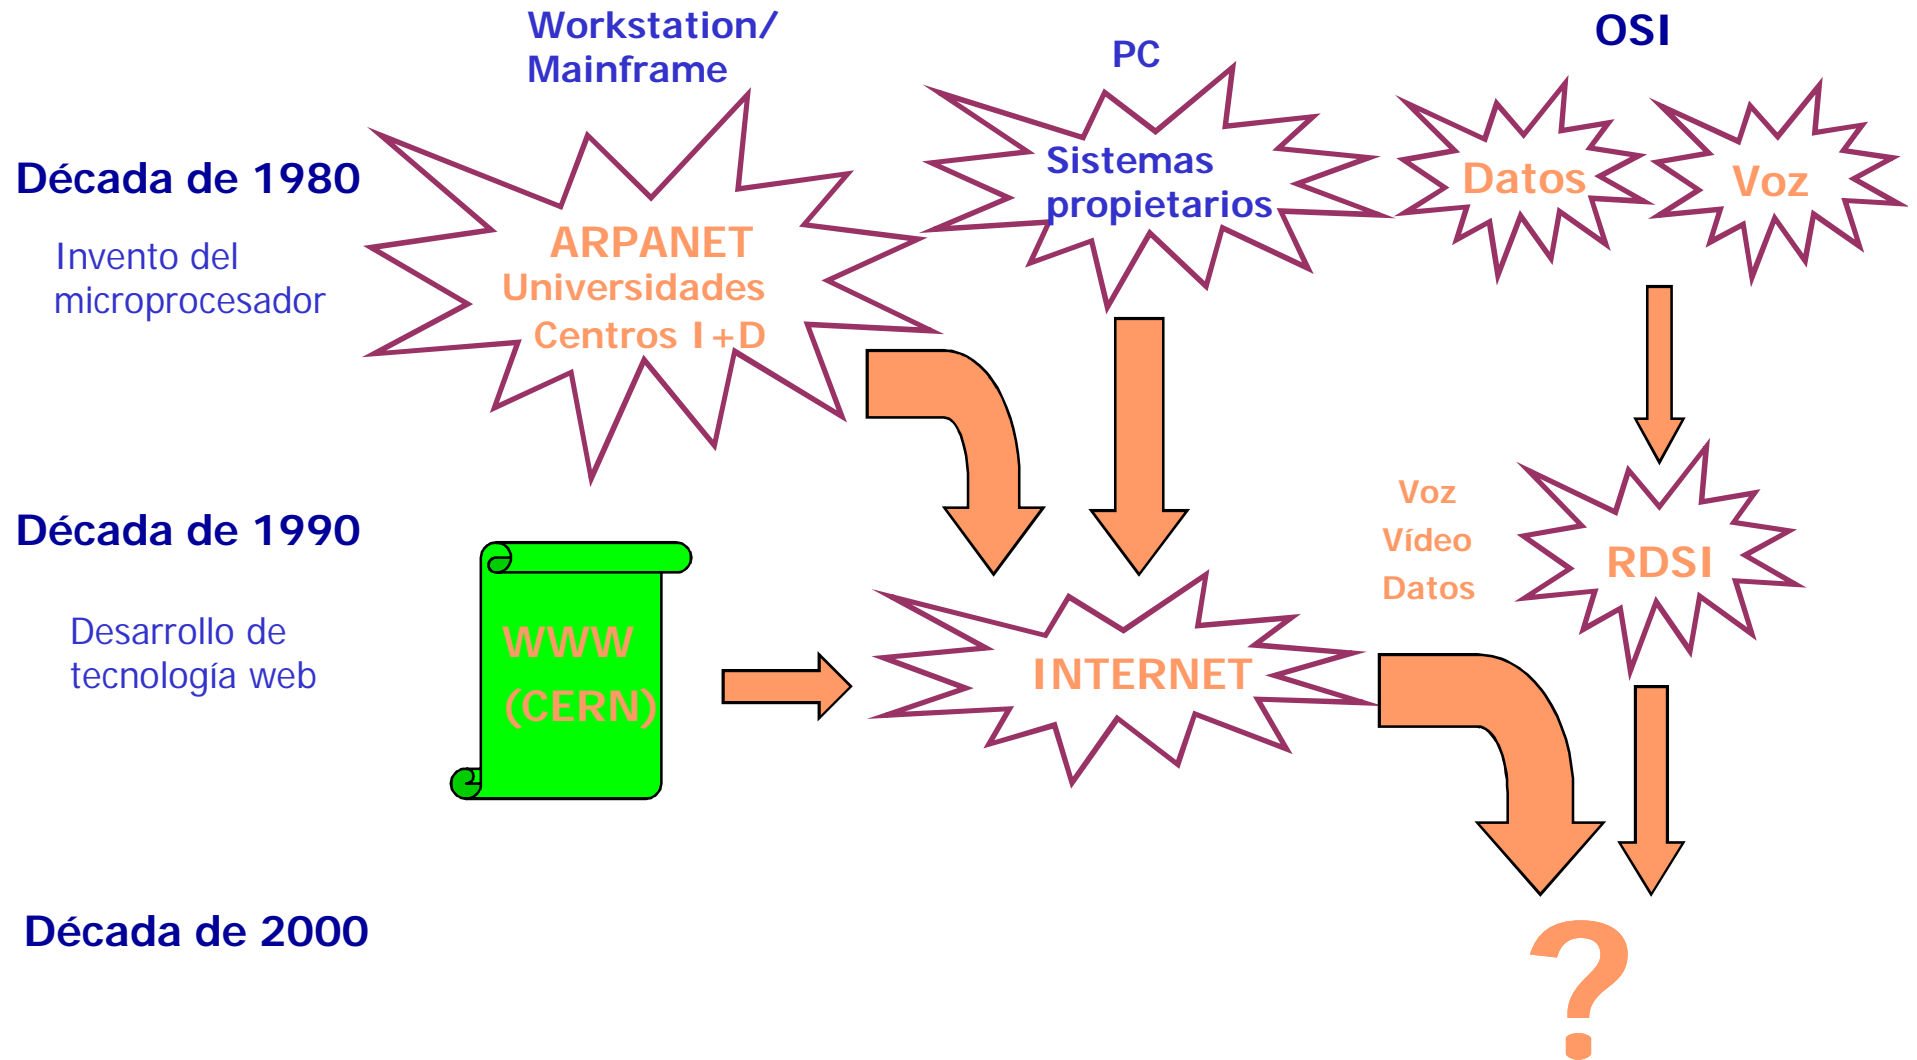 Workstation/
Mainframe
PC
OSI
Década de 1980
Invento del
microprocesador
ARPANET
Universidades
Centros I+D
Sistemas
propietarios
Datos
Voz
Década de 1990
Desarrollo de
tecnología web
WWW
(CERN)
INTERNET
Voz
Vídeo
Datos
RDSI
Década de 2000
?